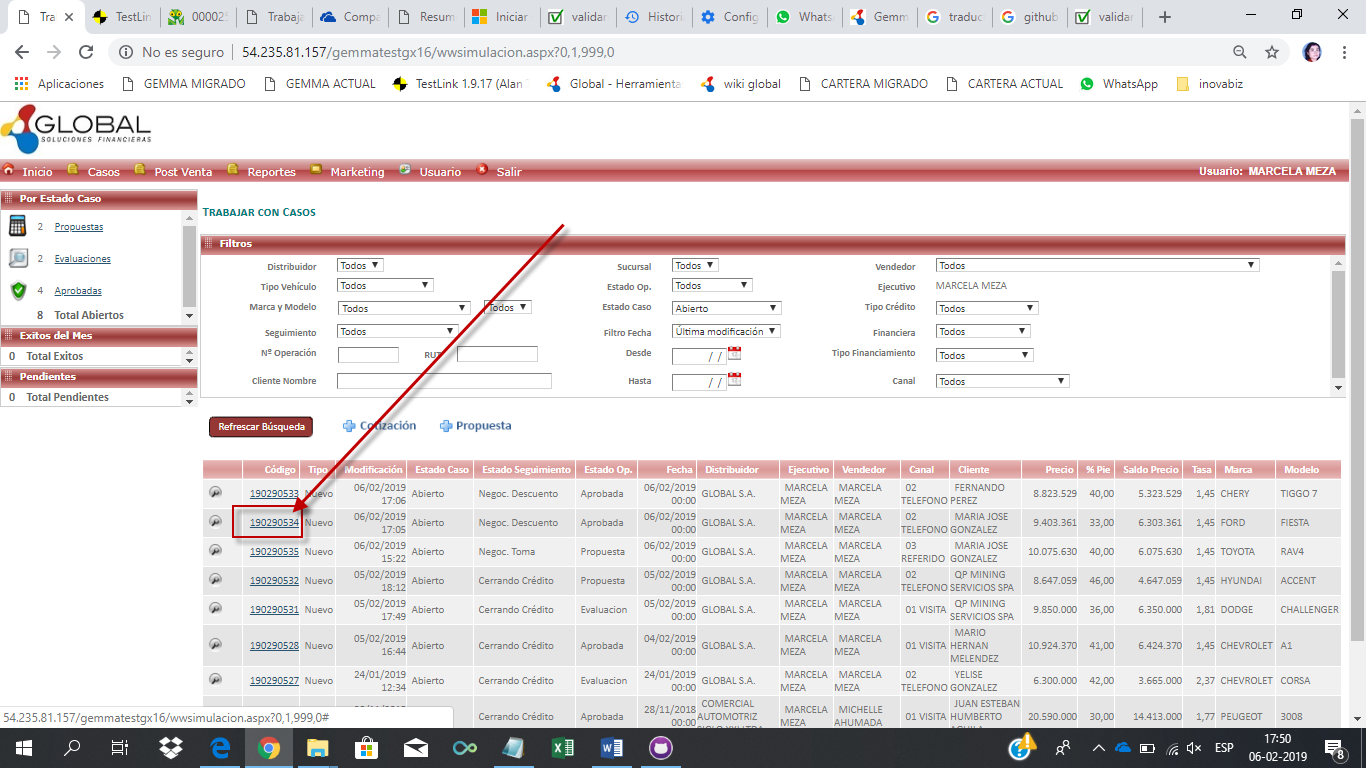 Tra
TestLink
000025
Trabaja
Compa
Resum
Iniciar
validar
Histori
Config
Whats
Gemm
traduc
github
validar
No es seguro | 54.235.81.157/gemmatestgx16/wwsimulacion.aspx?0,1,999,0
Aplicaciones GEMMA MIGRADO GEMMA ACTUAL TestLink 1.9.17 (Alan Global - Herramienta wiki global CARTERA MIGRADO CARTERA ACTUAL WhatsApp inovabiz
GLOBAL
SOLUCIONES FINANCIERAS
Inicio Casos Post Venta Reportes Marketing Usuario Salir Usuario: MARCELA MEZA
Por Estado Caso
2 Propuestas
2 Evaluaciones
4 Aprobadas
8 Total Abiertos
Exitos del Mes
0 Total Exitos
Pendientes
0 Total Pendientes
TRABAJAR CON CASOS
Filtros
Distribuidor Todos Sucursal Todos Vendedor Todos
Tipo Vehículo Todos Estado Op. Todos Ejecutivo MARCELA MEZA
Marca y Modelo Todos Todos Estado Caso Abierto Tipo Crédito Todos
Seguimiento Todos Filtro Fecha Última modificación Financiera Todos
Nº Operación RUT Desde / / Tipo Financiamiento Todos
Cliente Nombre Hasta / / Canal Todos
Refrescar Búsqueda Cotización Propuesta
Código Tipo Modificación Estado Caso Estado Seguimiento Estado Op. Fecha Distribuidor Ejecutivo Vendedor Canal Cliente Precio % Pie Saldo Precio Tasa Marca Modelo
190290533 Nuevo 06/02/2019 17:06 Abierto Negoc. Descuento Aprobada 06/02/2019 00:00 GLOBAL S.A. MARCELA MEZA MARCELA MEZA 02 TELEFONO FERNANDO PEREZ 8.823.529 40,00 5.323.529 1,45 CHERY TIGGO 7
190290534 Nuevo 06/02/2019 17:05 Abierto Negoc. Descuento Aprobada 06/02/2019 00:00 GLOBAL S.A. MARCELA MEZA MARCELA MEZA 02 TELEFONO MARIA JOSE GONZALEZ 9.403.361 33,00 6.303.361 1,45 FORD FIESTA
190290535 Nuevo 06/02/2019 15:22 Abierto Negoc. Toma Propuesta 06/02/2019 00:00 GLOBAL S.A. MARCELA MEZA MARCELA MEZA 03 REFERIDO MARIA JOSE GONZALEZ 10.075.630 40,00 6.075.630 1,45 TOYOTA RAV4
190290532 Nuevo 05/02/2019 18:12 Abierto Cerrando Crédito Propuesta 05/02/2019 00:00 GLOBAL S.A. MARCELA MEZA MARCELA MEZA 02 TELEFONO QP MINING SERVICIOS SPA 8.647.059 46,00 4.647.059 1,45 HYUNDAI ACCENT
190290531 Nuevo 05/02/2019 17:49 Abierto Cerrando Crédito Evaluacion 05/02/2019 00:00 GLOBAL S.A. MARCELA MEZA MARCELA MEZA 01 VISITA QP MINING SERVICIOS SPA 9.850.000 36,00 6.350.000 1,81 DODGE CHALLENGER
190290528 Nuevo 05/02/2019 16:44 Abierto Cerrando Crédito Aprobada 04/02/2019 00:00 GLOBAL S.A. MARCELA MEZA MARCELA MEZA 01 VISITA MARIO HERNAN MELENDEZ 10.924.370 41,00 6.424.370 1,45 CHEVROLET A1
190290527 Nuevo 24/01/2019 12:34 Abierto Cerrando Crédito Evaluacion 24/01/2019 00:00 GLOBAL S.A. MARCELA MEZA MARCELA MEZA 02 TELEFONO YELISE GONZALEZ 6.300.000 42,00 3.665.000 2,37 CHEVROLET CORSA
Cerrando Crédito Aprobada 28/11/2018 00:00 COMERCIAL AUTOMOTRIZ MARCELA MEZA MICHELLE AHUMADA 01 VISITA JUAN ESTEBAN HUMBERTO 20.590.000 30,00 14.413.000 1,77 PEUGEOT 3008
54.235.81.157/gemmatestgx16/wwsimulacion.aspx?0,1,999,0#
ESP
17:50
06-02-2019
8